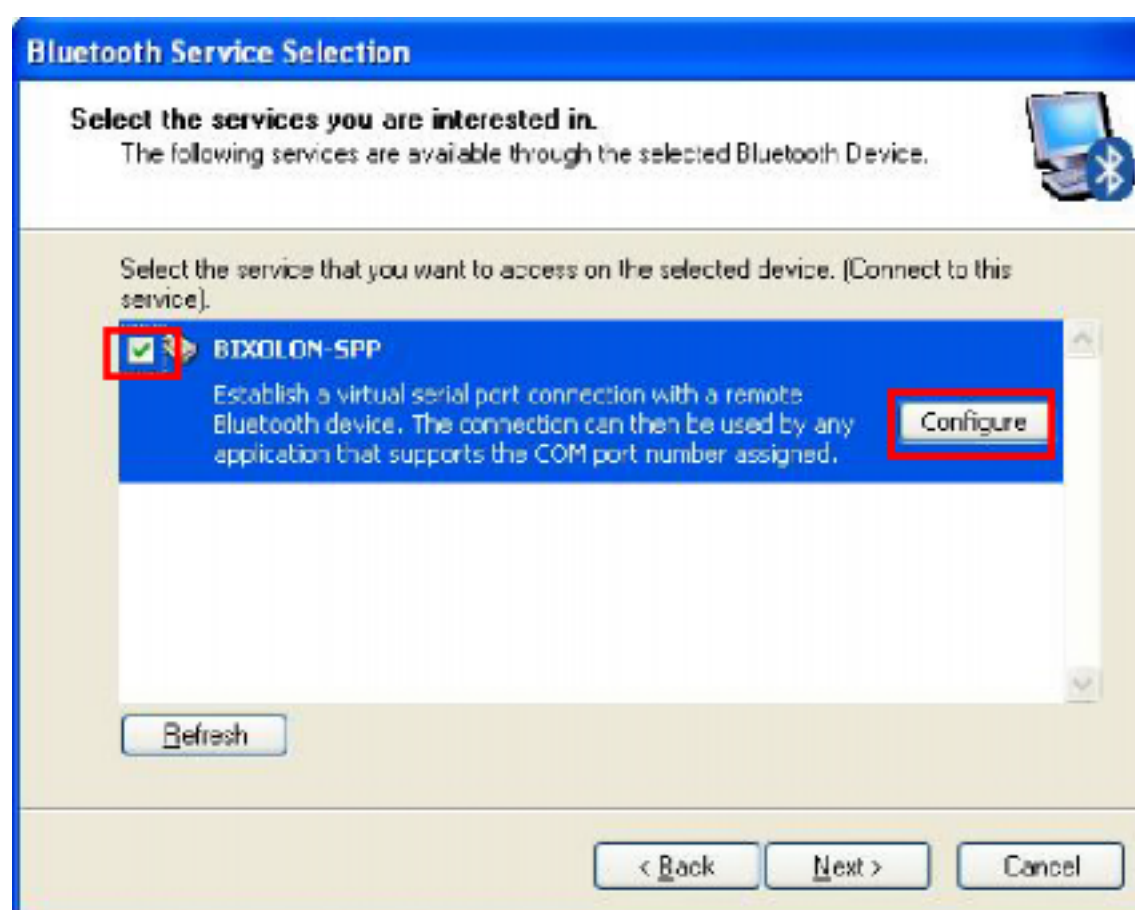 Bluetooth Service Selection
Select the services you are interested in.
The following services are available through the selected Bluetooth Device.
Select the service that you want to access on the selected device. (Connect to this
service).
BIXOLON-SPP
Establish a virtual serial port connection with a remote
Bluetooth device. The connection can then be used by any
application that supports the COM port number assigned.
Configure
Refresh
< Back
Next >
Cancel